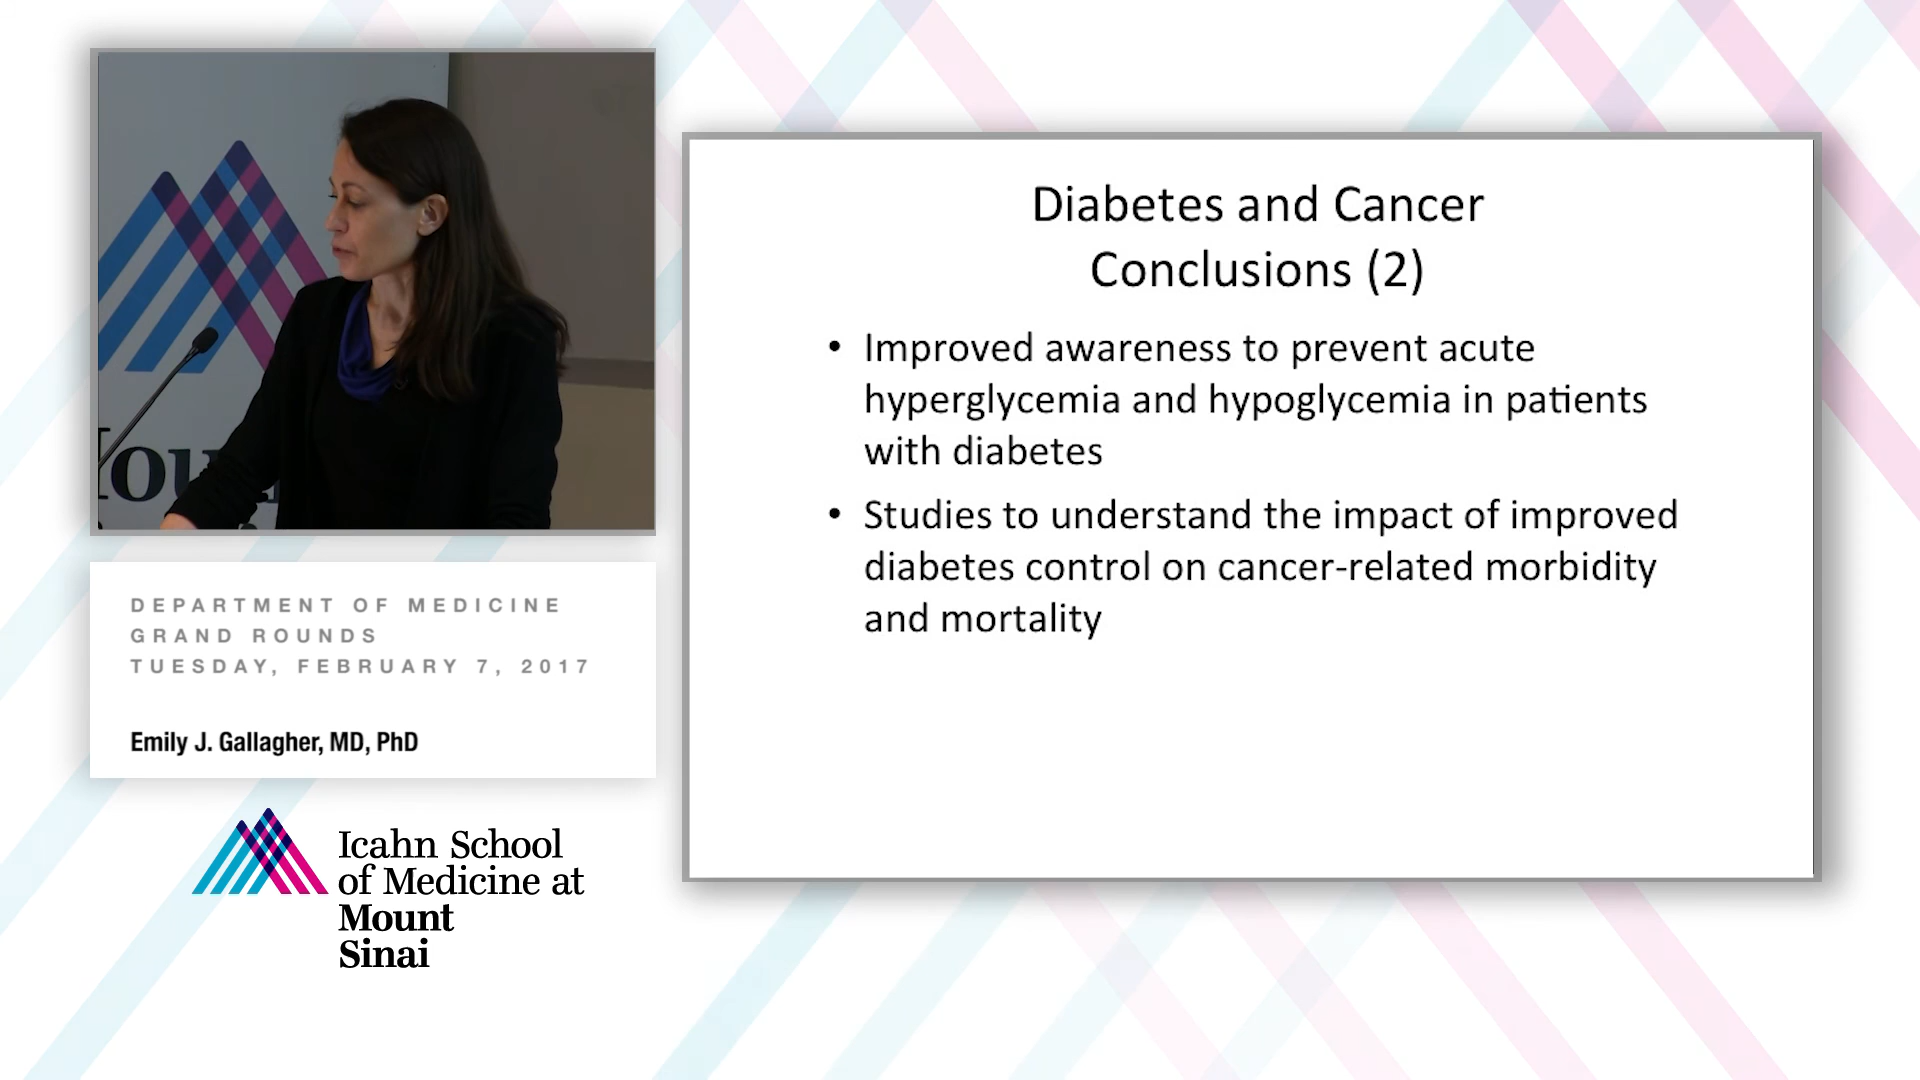 DEPARTMENT OF MEDICINE
GRAND ROUNDS
TUESDAY, FEBRUARY 7, 2017
Emily J. Gallagher, MD, PhD
Icahn School
of Medicine at
Mount
Sinai
Diabetes and Cancer
Conclusions (2)
• Improved awareness to prevent acute
hyperglycemia and hypoglycemia in patients
with diabetes
• Studies to understand the impact of improved
diabetes control on cancer-related morbidity
and mortality